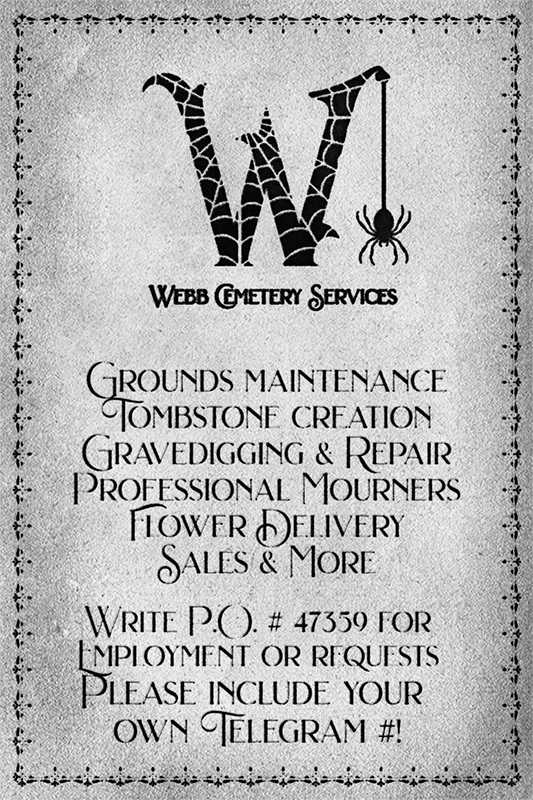 W
Webb Cemetery Services
Grounds maintenance
Tombstone creation
Gravedigging & Repair
Professional Mourners
Flower Delivery
Sales & More
Write P.O. # 47359 for
Employment or requests
Please include your
own Telegram #!